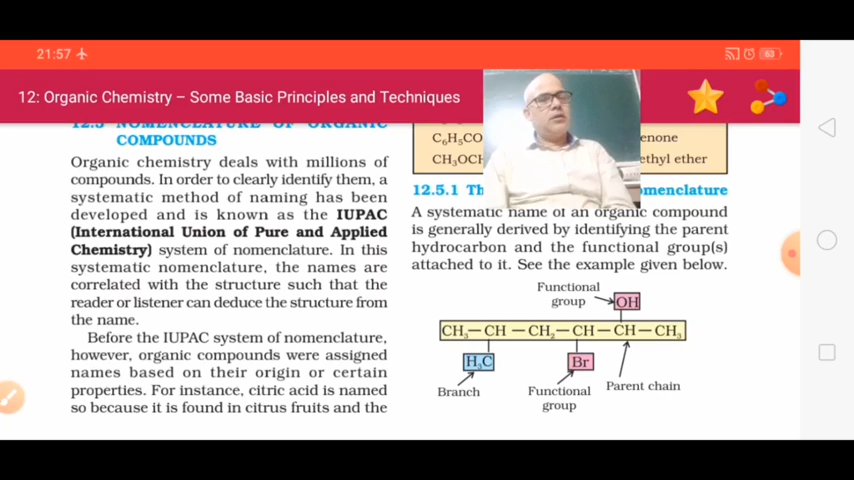 21:57
63
12: Organic Chemistry – Some Basic Principles and Techniques
12.5 NOMENCLATURE OF ORGANIC
COMPOUNDS
Organic chemistry deals with millions of
compounds. In order to clearly identify them, a
systematic method of naming has been
developed and is known as the IUPAC
(International Union of Pure and Applied
Chemistry) system of nomenclature. In this
systematic nomenclature, the names are
correlated with the structure such that the
reader or listener can deduce the structure from
the name.
Before the IUPAC system of nomenclature,
however, organic compounds were assigned
names based on their origin or certain
properties. For instance, citric acid is named
so because it is found in citrus fruits and the
C₆H₅CO enone
CH₃OCH ethyl ether
12.5.1 Th omenclature
A systematic name of an organic compound
is generally derived by identifying the parent
hydrocarbon and the functional group(s)
attached to it. See the example given below.
Functional
group OH
CH₃—CH —CH₂—CH—CH—CH₃
H₃C Br
Branch Functional Parent chain
group